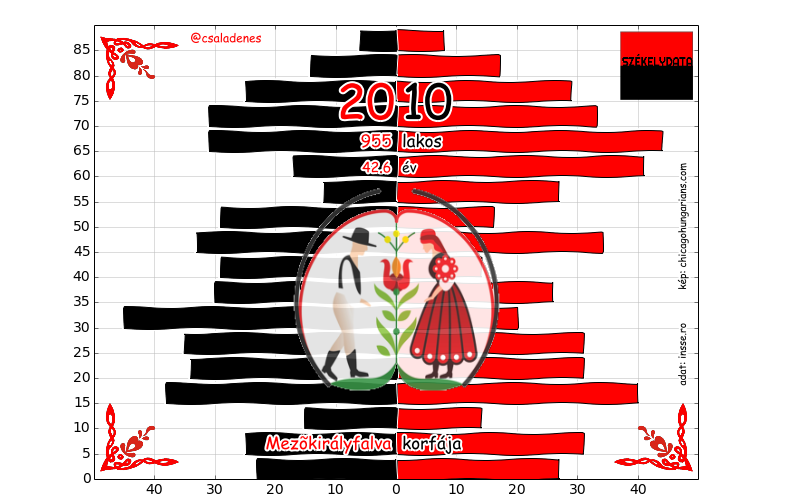 @csaladenes
SZÉKELYDATA
2010
955 lakos
42.6 év
kép: chicagohungarians.com
adat: insse.ro
Mezõkirályfalva korfája
85
80
75
70
65
60
55
50
45
40
35
30
25
20
15
10
5
0
40 30 20 10 0 10 20 30 40